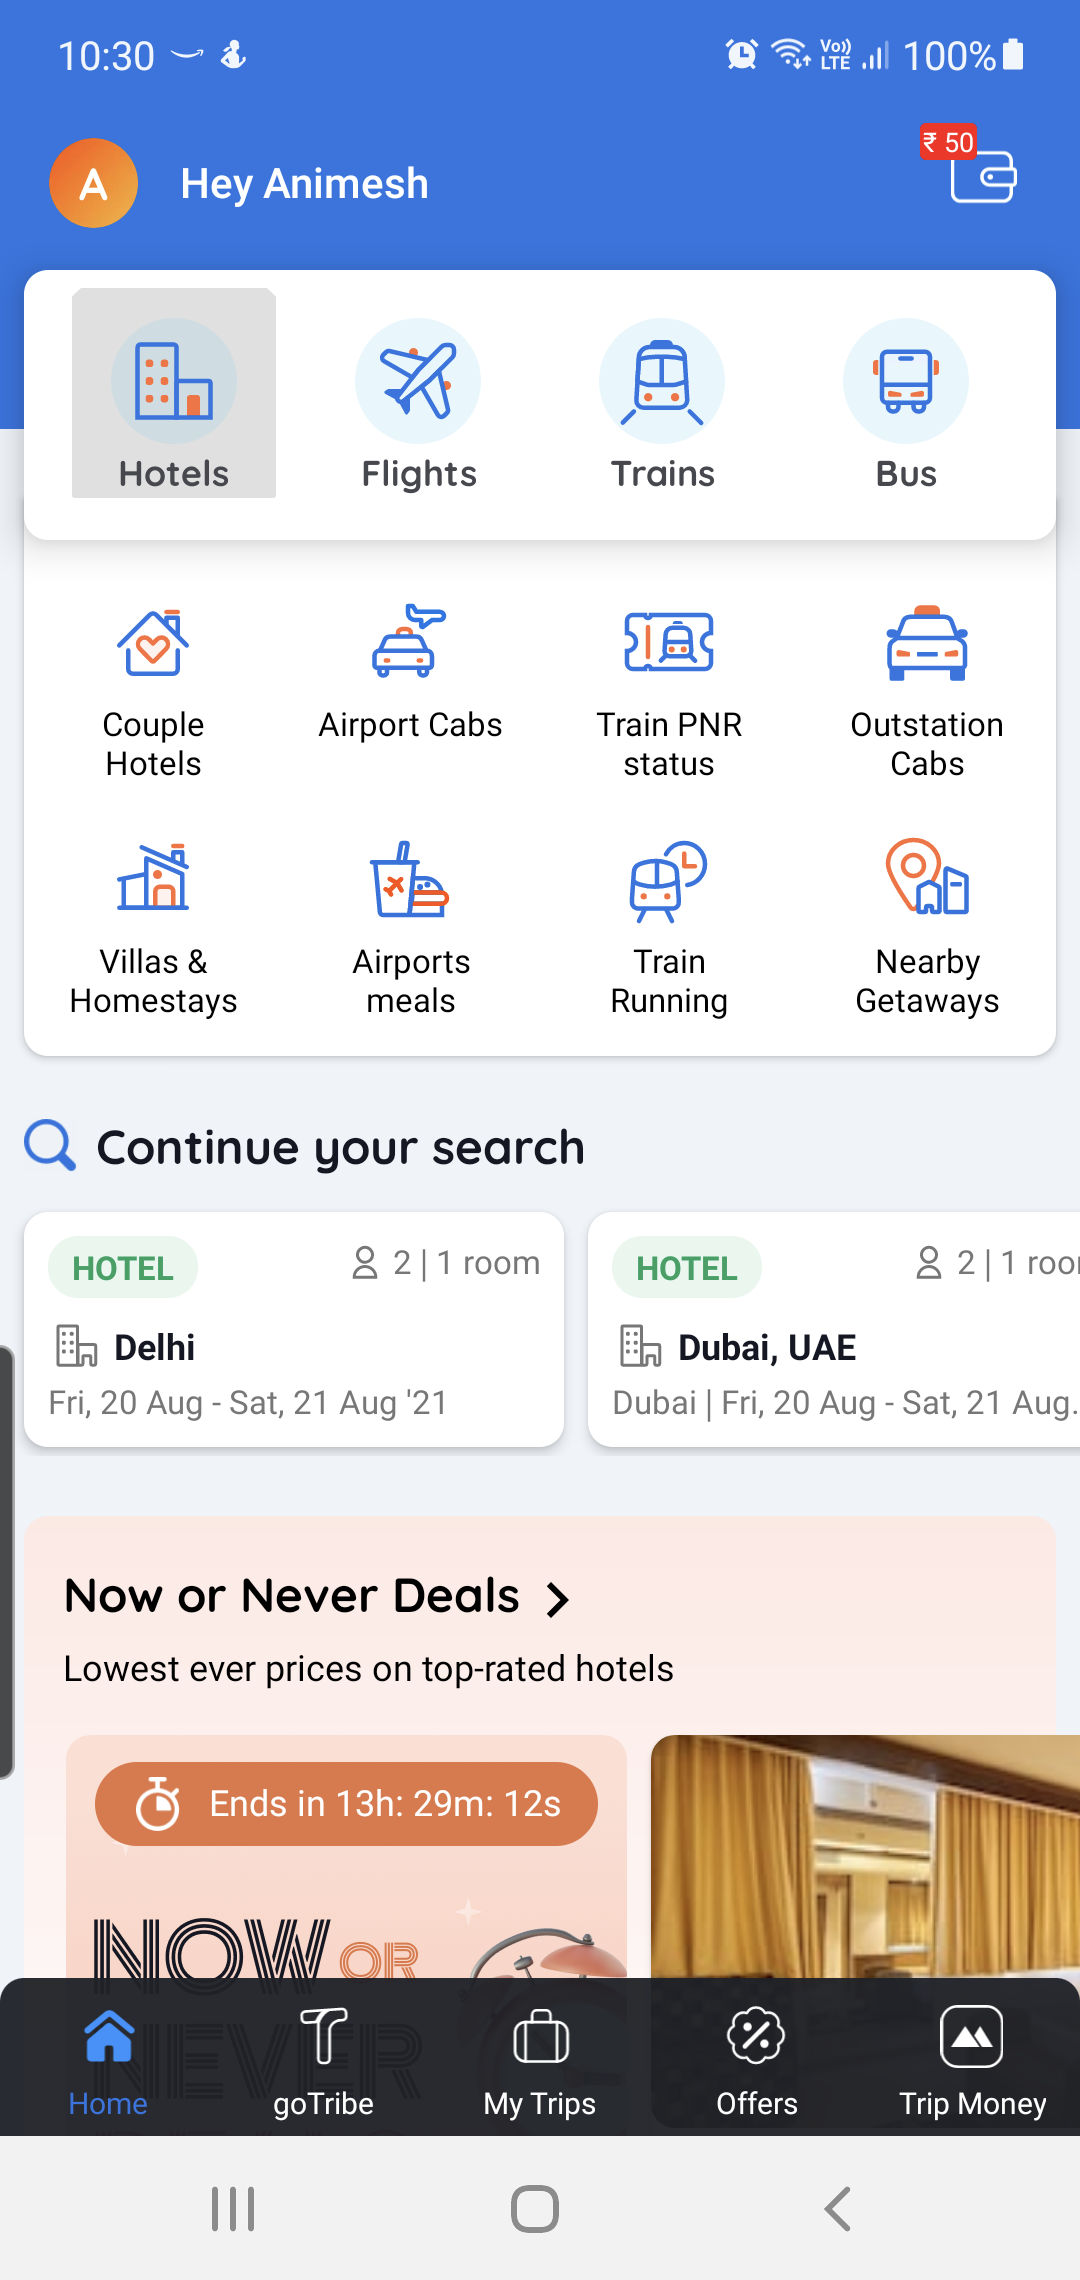 10:30
Vo))
LTE
100%
A
Hey Animesh
₹ 50
Hotels
Flights
Trains
Bus
Couple
Hotels
Airport Cabs
Train PNR
status
Outstation
Cabs
Villas &
Homestays
Airports
meals
Train
Running
Nearby
Getaways
Continue your search
HOTEL
2 | 1 room
Delhi
Fri, 20 Aug - Sat, 21 Aug '21
HOTEL
2 | 1 roo
Dubai, UAE
Dubai | Fri, 20 Aug - Sat, 21 Aug.
Now or Never Deals
Lowest ever prices on top-rated hotels
Ends in 13h: 29m: 12s
NOW OR
NEVER
Home
goTribe
My Trips
Offers
Trip Money